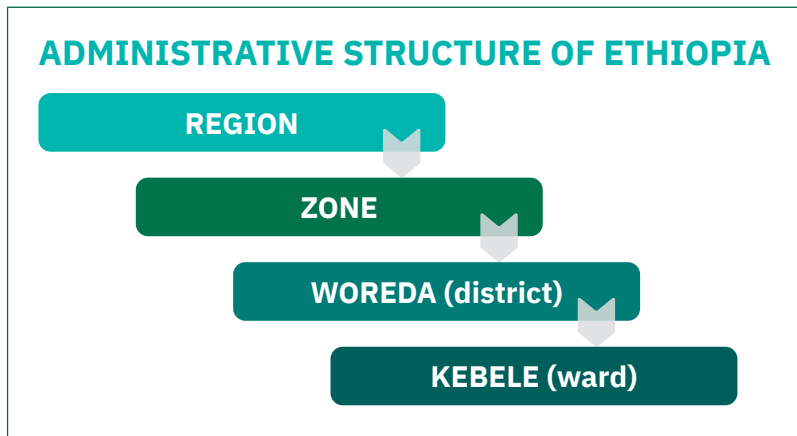 ADMINISTRATIVE STRUCTURE OF ETHIOPIA
REGION
ZONE
WOREDA (district)
KEBELE (ward)